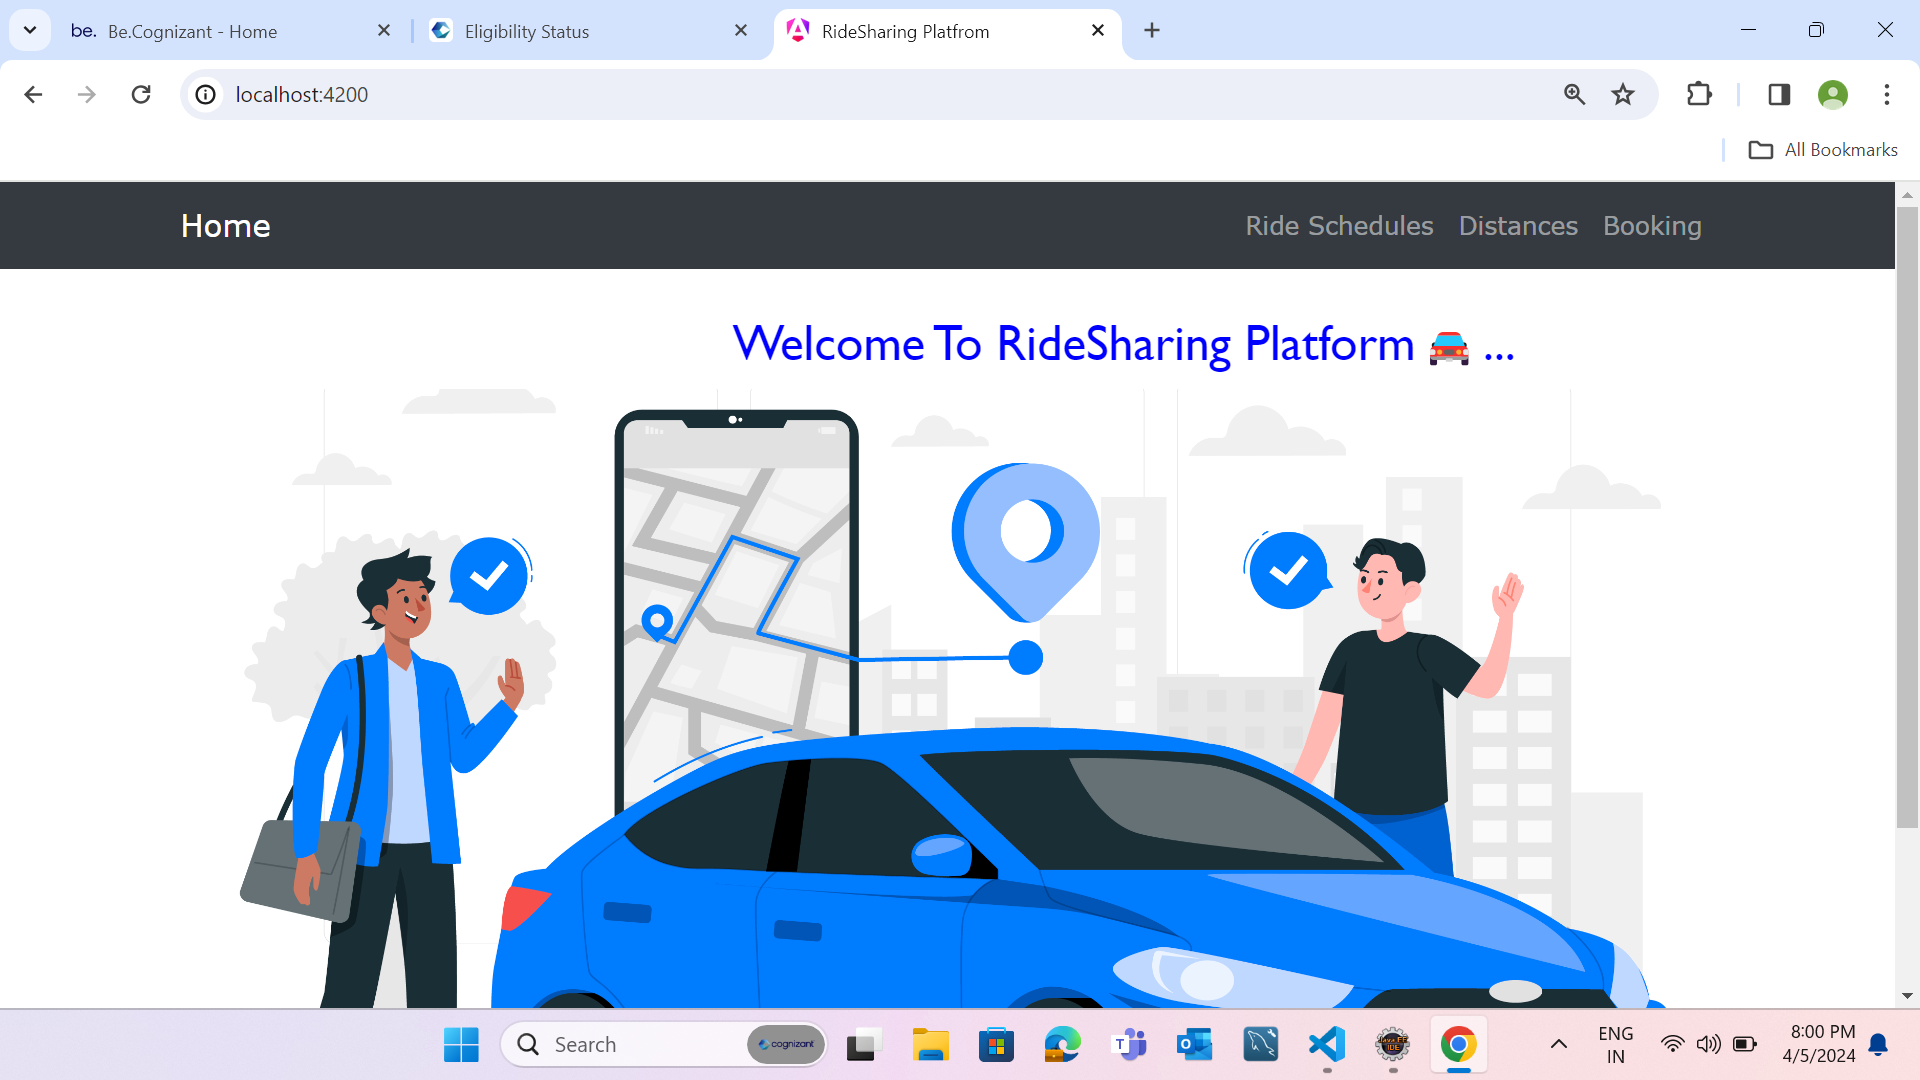 be. Be.Cognizant - Home
Eligibility Status
RideSharing Platfrom
localhost:4200
All Bookmarks
Home
Ride Schedules
Distances
Booking
Welcome To RideSharing Platform 🚘 ...
Search
cognizant
ENG
IN
8:00 PM
4/5/2024